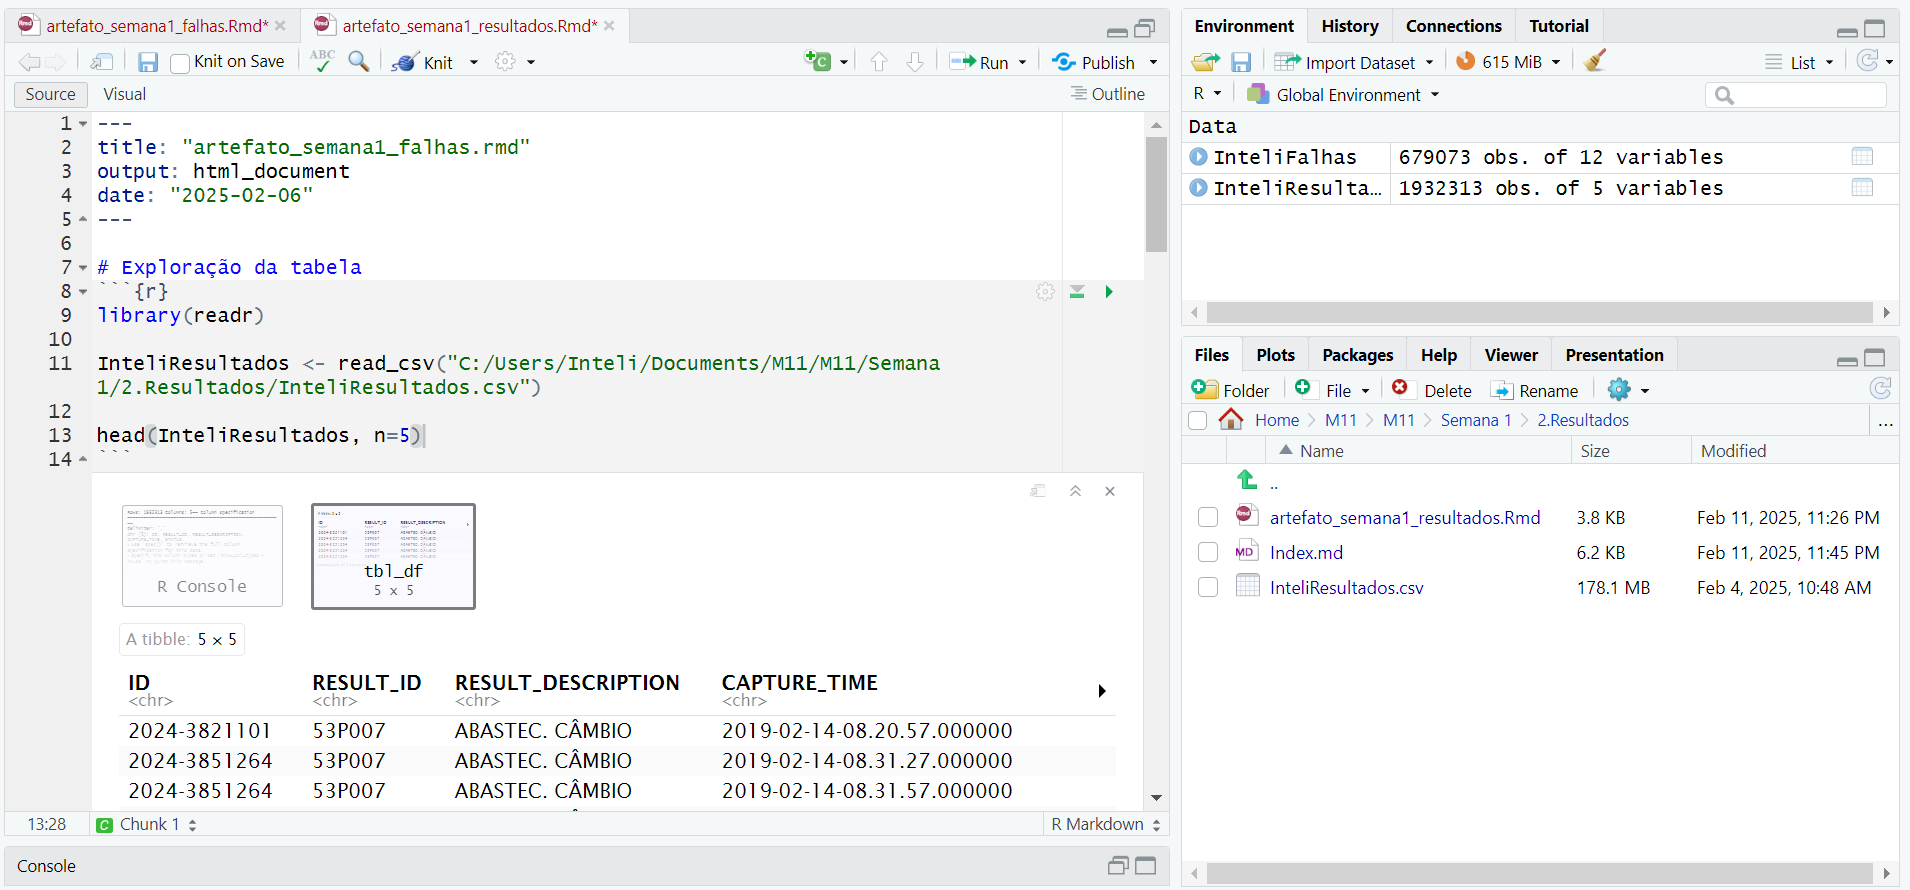 artefato_semana1_falhas.Rmd*
artefato_semana1_resultados.Rmd*
Knit on Save
ABC
Knit
Run
Publish
Source
Visual
Outline
1 ---
2 title: "artefato_semana1_falhas.rmd"
3 output: html_document
4 date: "2025-02-06"
5 ---
6
7 # Exploração da tabela
8 ```{r}
9 library(readr)
10
11 InteliResultados <- read_csv("C:/Users/Inteli/Documents/M11/M11/Semana
1/2.Resultados/InteliResultados.csv")
12
13 head(InteliResultados, n=5)
14 ```
R Console
tbl_df
5 x 5
A tibble: 5 × 5
ID RESULT_ID RESULT_DESCRIPTION CAPTURE_TIME
<chr> <chr> <chr> <chr>
2024-3821101 53P007 ABASTEC. CÂMBIO 2019-02-14-08.20.57.000000
2024-3851264 53P007 ABASTEC. CÂMBIO 2019-02-14-08.31.27.000000
2024-3851264 53P007 ABASTEC. CÂMBIO 2019-02-14-08.31.57.000000
13:28
C Chunk 1
R Markdown
Console
Environment History Connections Tutorial
Import Dataset
615 MiB
List
R
Global Environment
Data
InteliFalhas 679073 obs. of 12 variables
InteliResulta… 1932313 obs. of 5 variables
Files Plots Packages Help Viewer Presentation
Folder File Delete Rename
Home M11 M11 Semana 1 2.Resultados
...
Name Size Modified
..
Rmd artefato_semana1_resultados.Rmd 3.8 KB Feb 11, 2025, 11:26 PM
MD Index.md 6.2 KB Feb 11, 2025, 11:45 PM
InteliResultados.csv 178.1 MB Feb 4, 2025, 10:48 AM